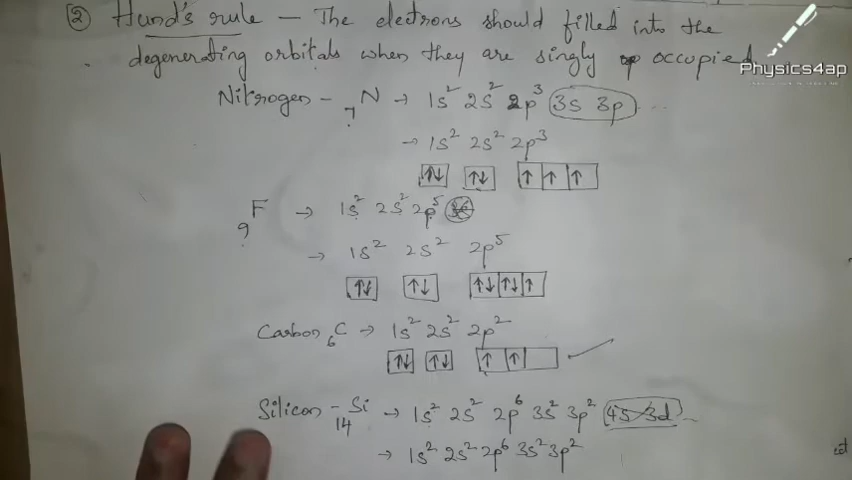 ② Hund's rule – The electrons should filled into the
degenerating orbitals when they are singly occupied.
Physics4ap
Nitrogen – ₇N → 1s² 2s² 2p³ 3s 3p ...
→ 1s² 2s² 2p³
↑↓ ↑↓ ↑ ↑ ↑
₉F → 1s² 2s² 2p⁵
→ 1s² 2s² 2p⁵
↑↓ ↑↓ ↑↓ ↑↓ ↑
Carbon ₆C → 1s² 2s² 2p²
↑↓ ↑↓ ↑ ↑
Silicon – ₁₄Si → 1s² 2s² 2p⁶ 3s² 3p² 4s 3d
→ 1s² 2s² 2p⁶ 3s² 3p²